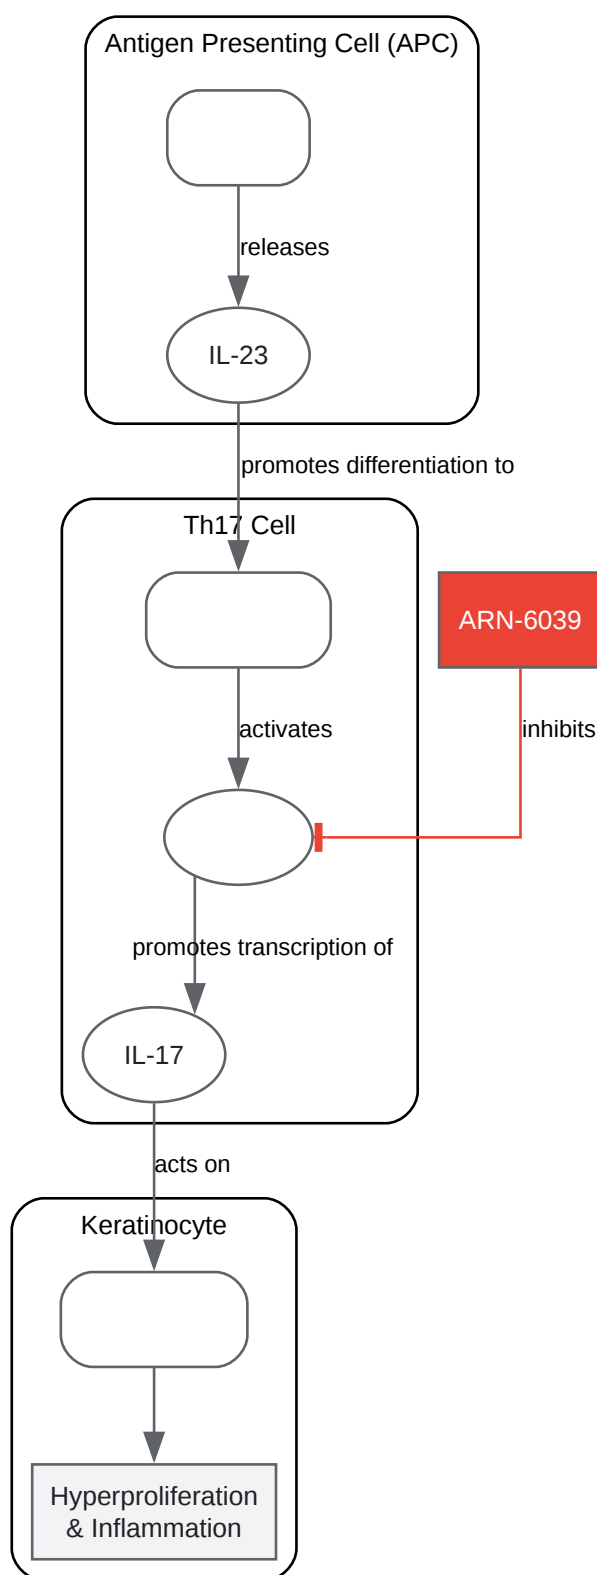 Antigen Presenting Cell (APC)
releases
IL-23
promotes differentiation to
Th17 Cell
ARN-6039
activates
inhibits
promotes transcription of
IL-17
acts on
Keratinocyte
Hyperproliferation
& Inflammation